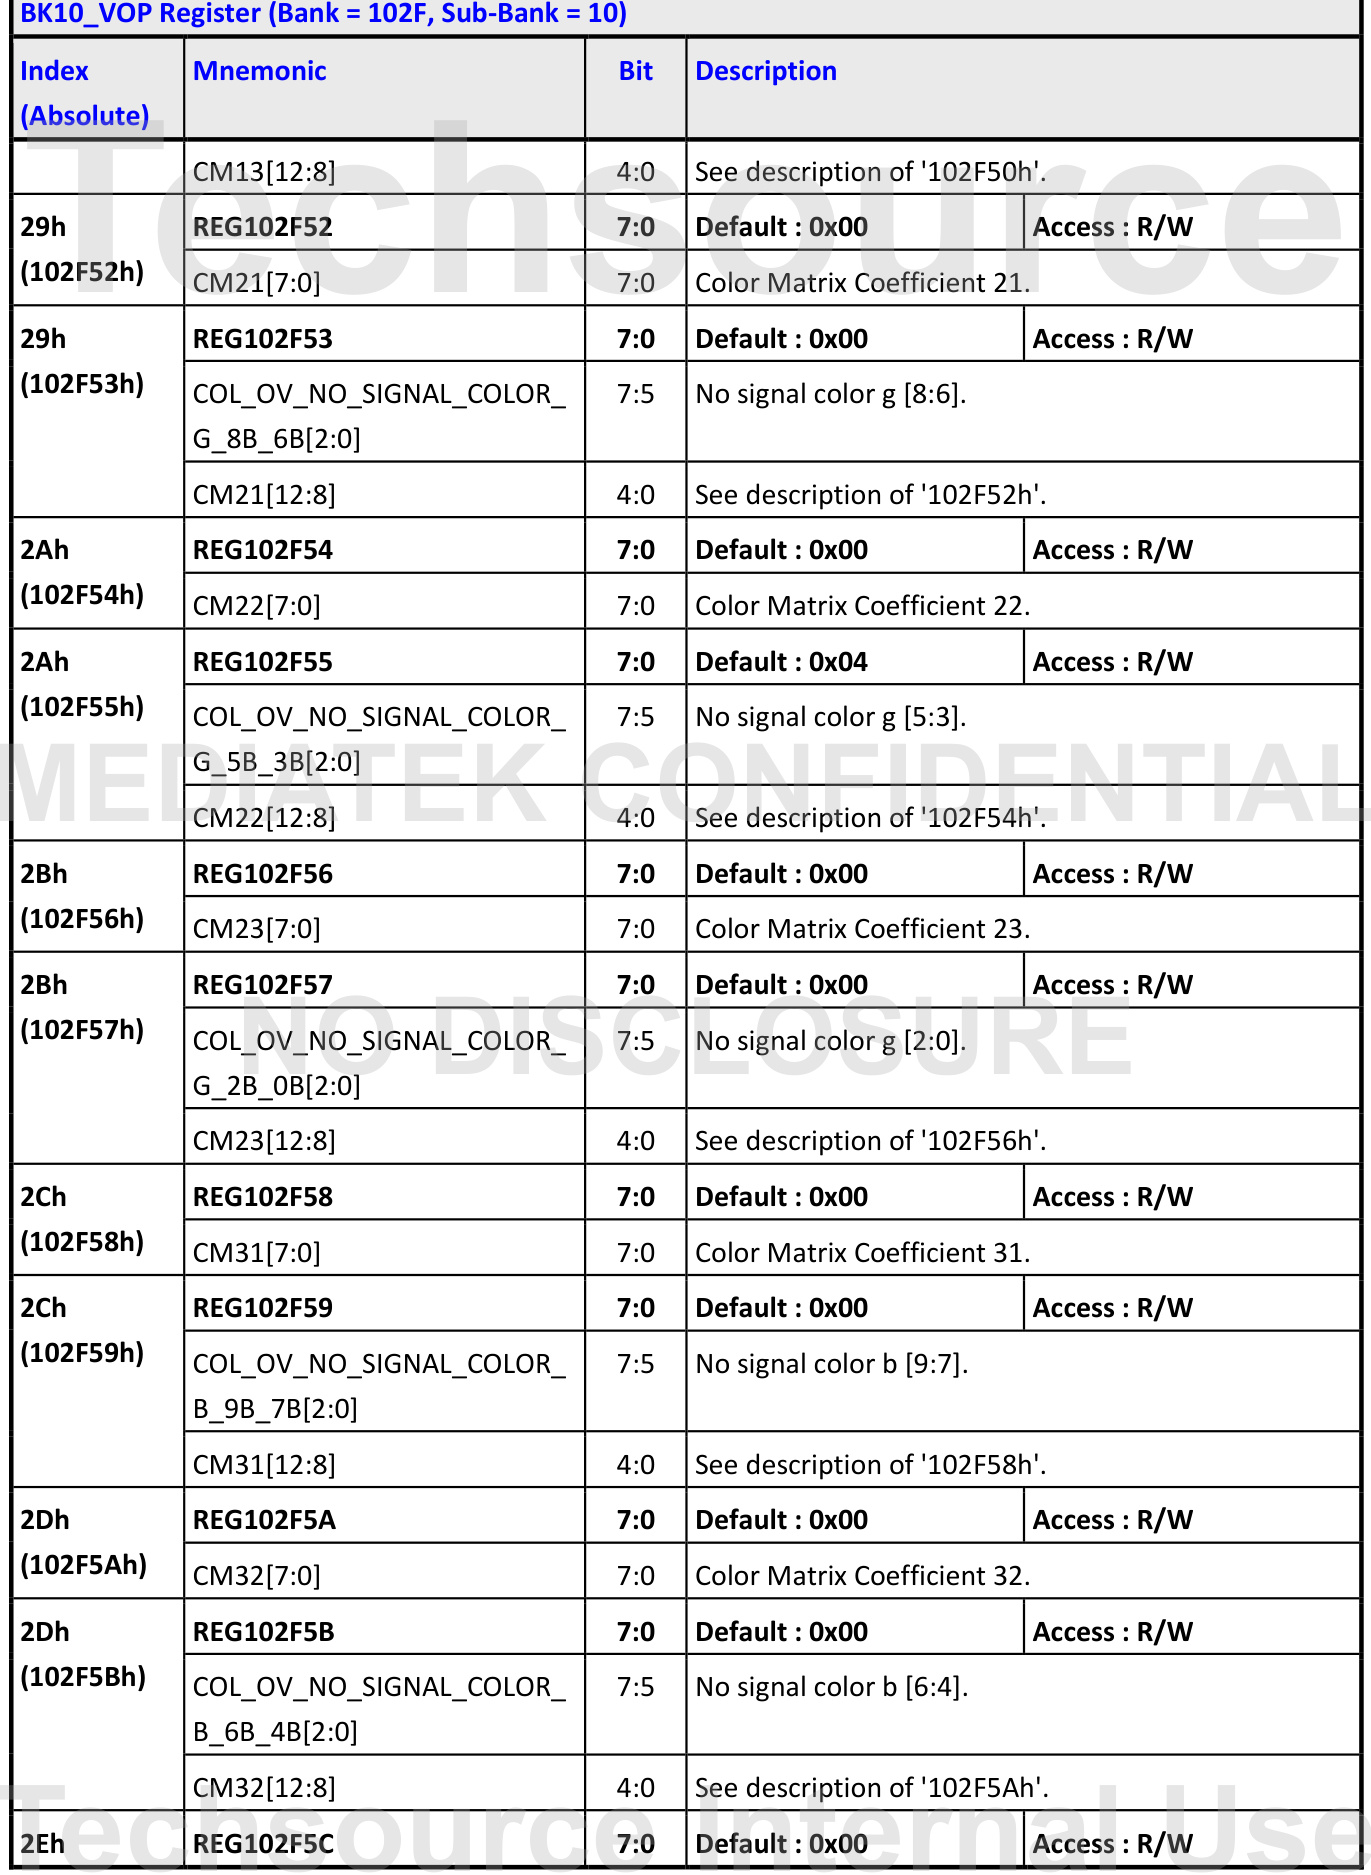 BK10_VOP Register (Bank = 102F, Sub-Bank = 10)
Index (Absolute) Mnemonic Bit Description
CM13[12:8] 4:0 See description of '102F50h'.
29h (102F52h) REG102F52 7:0 Default : 0x00 Access : R/W
CM21[7:0] 7:0 Color Matrix Coefficient 21.
29h (102F53h) REG102F53 7:0 Default : 0x00 Access : R/W
COL_OV_NO_SIGNAL_COLOR_ 7:5 No signal color g [8:6].
G_8B_6B[2:0]
CM21[12:8] 4:0 See description of '102F52h'.
2Ah (102F54h) REG102F54 7:0 Default : 0x00 Access : R/W
CM22[7:0] 7:0 Color Matrix Coefficient 22.
2Ah (102F55h) REG102F55 7:0 Default : 0x04 Access : R/W
COL_OV_NO_SIGNAL_COLOR_ 7:5 No signal color g [5:3].
G_5B_3B[2:0]
CM22[12:8] 4:0 See description of '102F54h'.
2Bh (102F56h) REG102F56 7:0 Default : 0x00 Access : R/W
CM23[7:0] 7:0 Color Matrix Coefficient 23.
2Bh (102F57h) REG102F57 7:0 Default : 0x00 Access : R/W
COL_OV_NO_SIGNAL_COLOR_ 7:5 No signal color g [2:0].
G_2B_0B[2:0]
CM23[12:8] 4:0 See description of '102F56h'.
2Ch (102F58h) REG102F58 7:0 Default : 0x00 Access : R/W
CM31[7:0] 7:0 Color Matrix Coefficient 31.
2Ch (102F59h) REG102F59 7:0 Default : 0x00 Access : R/W
COL_OV_NO_SIGNAL_COLOR_ 7:5 No signal color b [9:7].
B_9B_7B[2:0]
CM31[12:8] 4:0 See description of '102F58h'.
2Dh (102F5Ah) REG102F5A 7:0 Default : 0x00 Access : R/W
CM32[7:0] 7:0 Color Matrix Coefficient 32.
2Dh (102F5Bh) REG102F5B 7:0 Default : 0x00 Access : R/W
COL_OV_NO_SIGNAL_COLOR_ 7:5 No signal color b [6:4].
B_6B_4B[2:0]
CM32[12:8] 4:0 See description of '102F5Ah'.
2Eh REG102F5C 7:0 Default : 0x00 Access : R/W
Techsource
MEDIATEK CONFIDENTIAL
NO DISCLOSURE
Techsource Internal Use